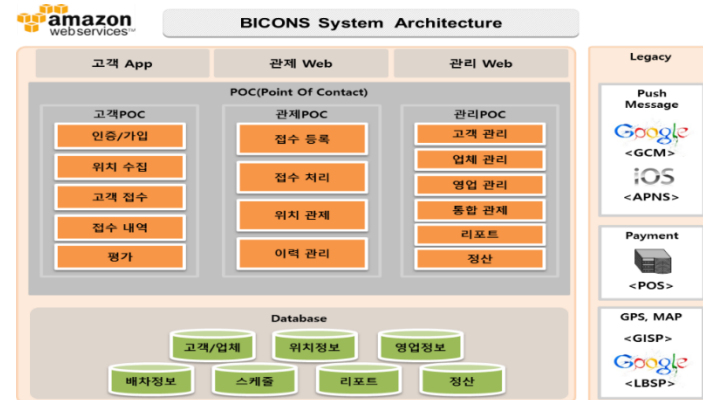 amazon
webservices™
BICONS System Architecture
고객 App
관제 Web
관리 Web
POC(Point Of Contact)
고객POC
인증/가입
위치 수집
고객 접수
접수 내역
평가
관제POC
접수 등록
접수 처리
위치 관제
이력 관리
관리POC
고객 관리
업체 관리
영업 관리
통합 관제
리포트
정산
Database
고객/업체
위치정보
영업정보
배차정보
스케줄
리포트
정산
Legacy
Push
Message
Google
<GCM>
iOS
<APNS>
Payment
<POS>
GPS, MAP
<GISP>
Google
<LBSP>